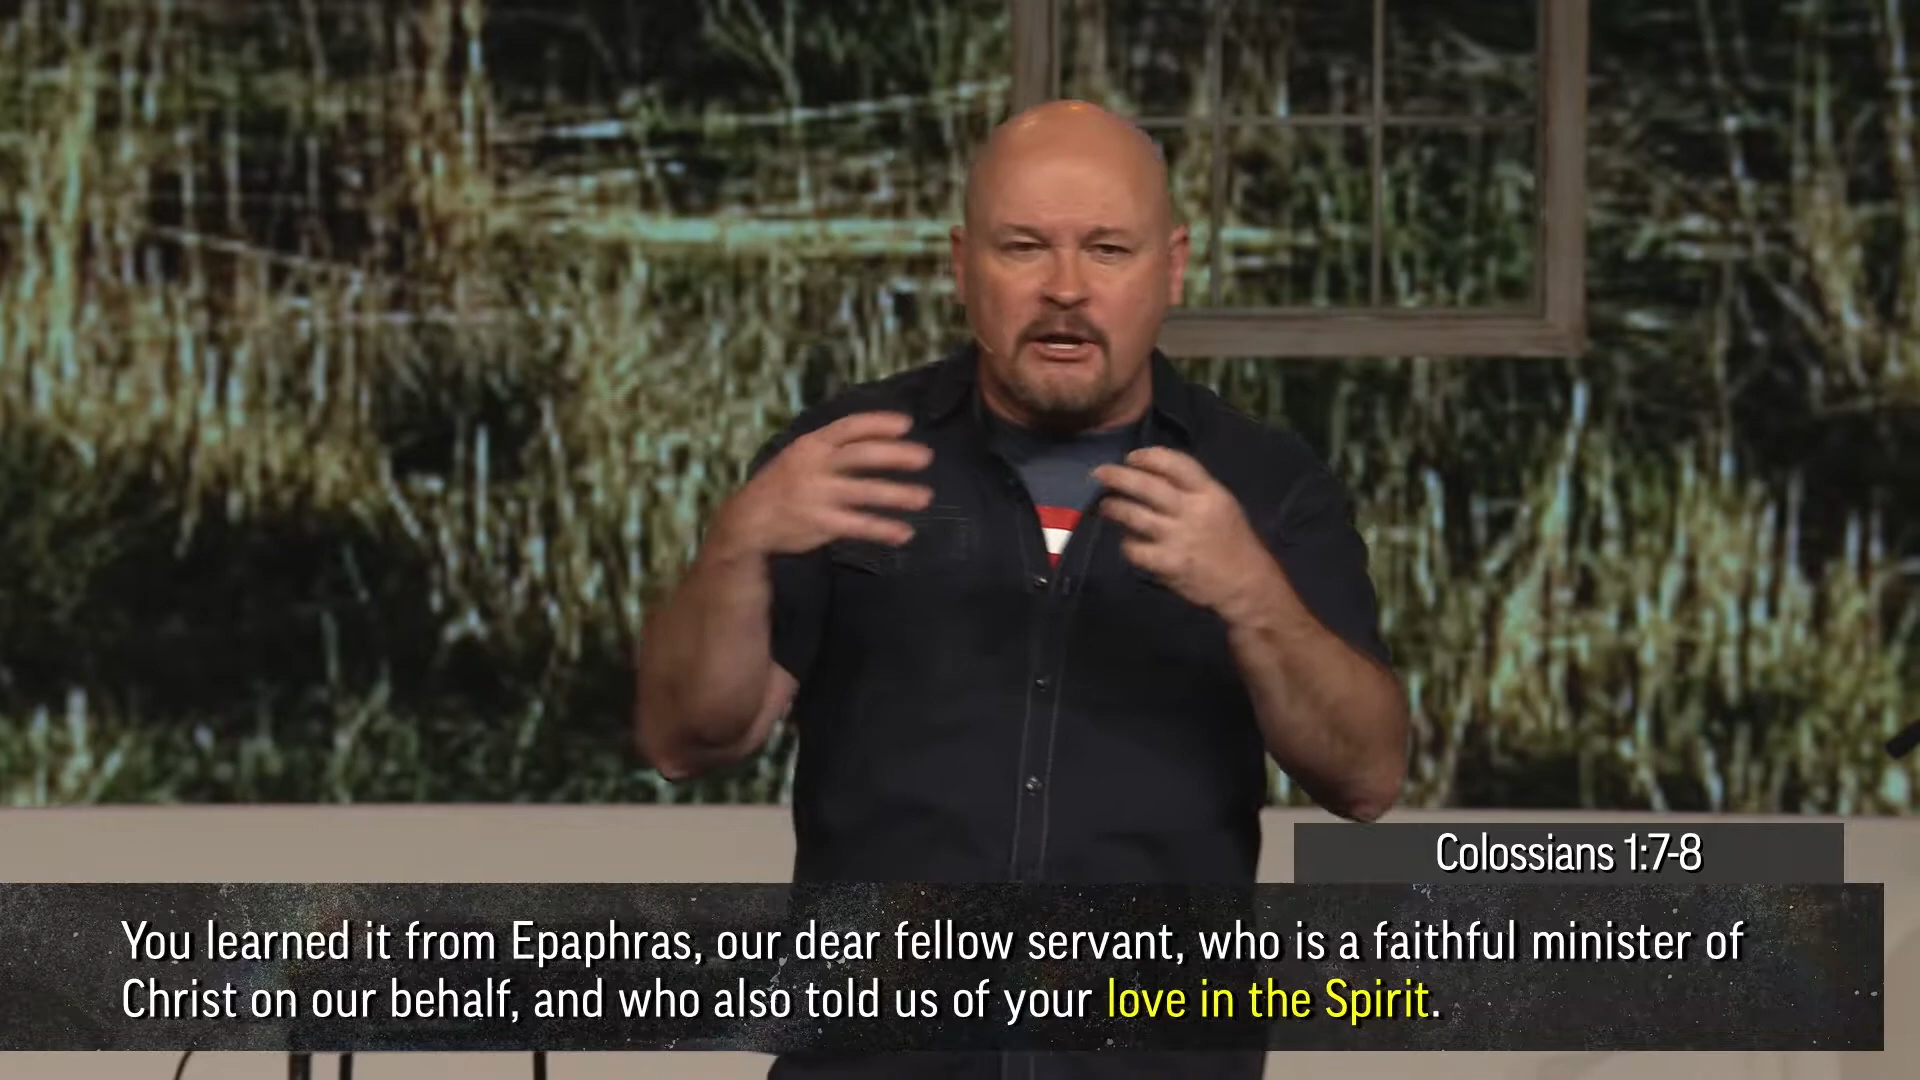 Colossians 1:7-8
You learned it from Epaphras, our dear fellow servant, who is a faithful minister of
Christ on our behalf, and who also told us of your love in the Spirit.